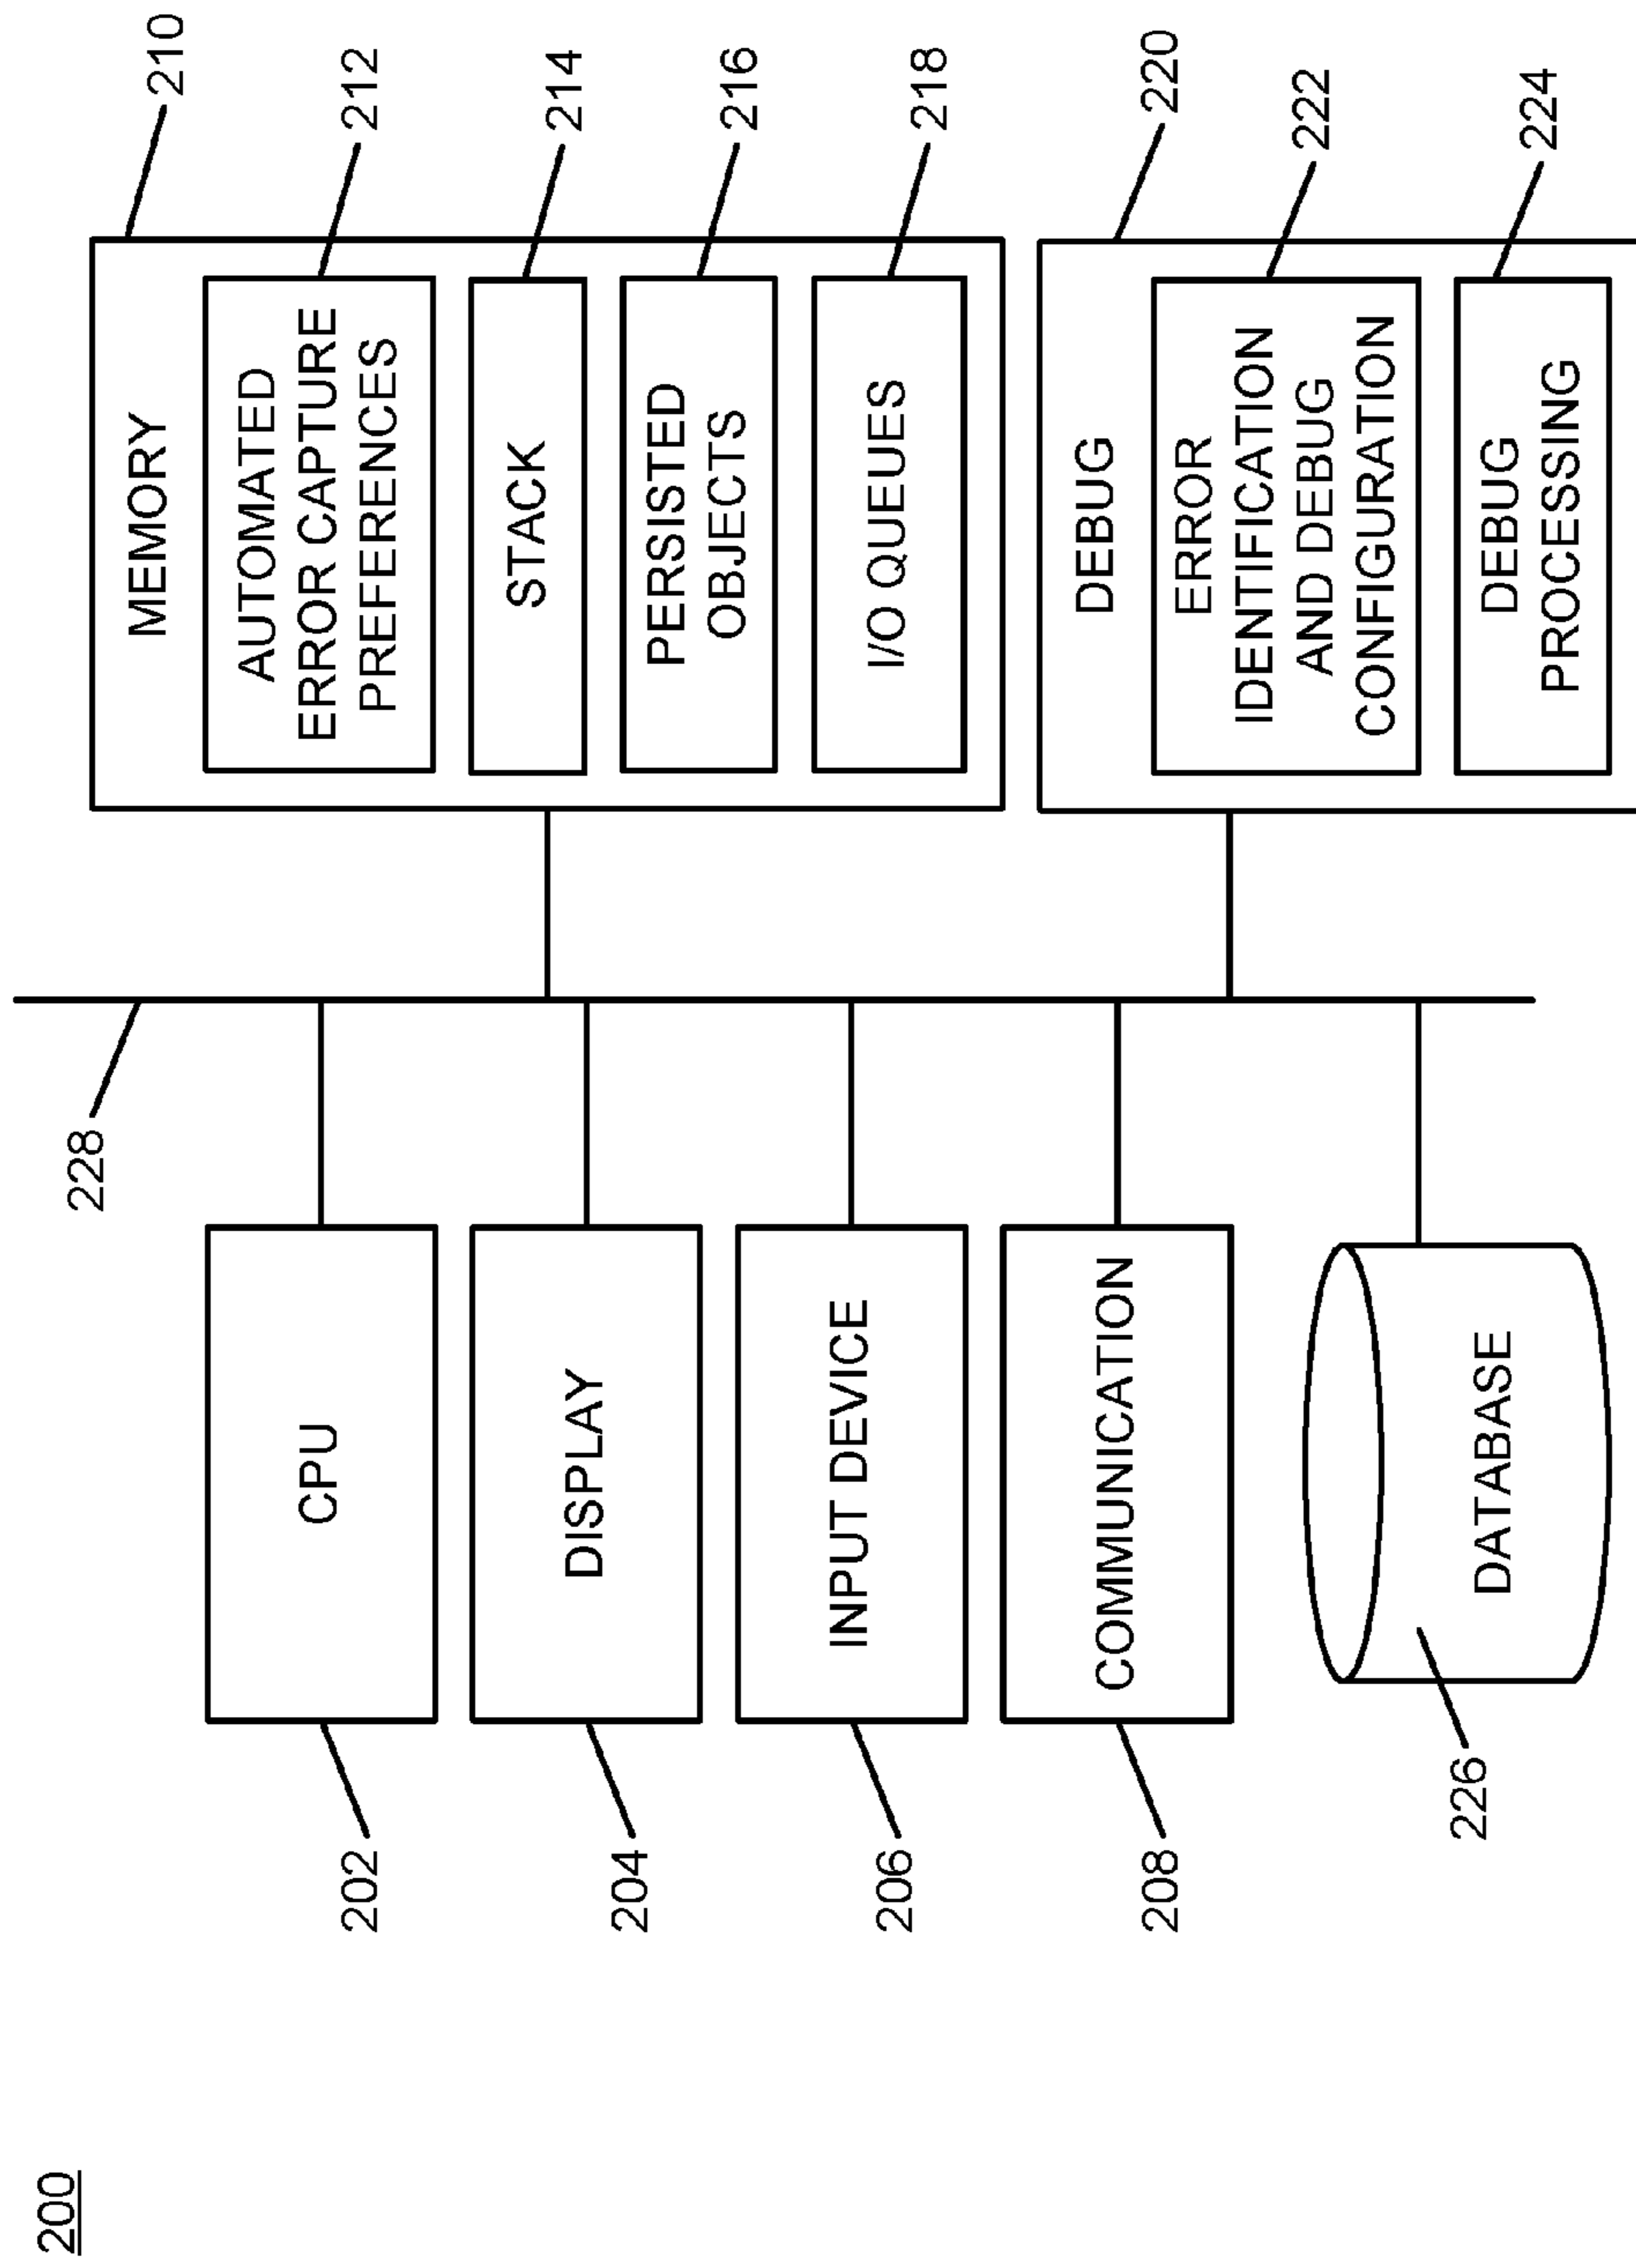 200
228
202
CPU
204
DISPLAY
206
INPUT DEVICE
208
COMMUNICATION
226
DATABASE
MEMORY
210
AUTOMATED
ERROR CAPTURE
PREFERENCES
212
STACK
214
PERSISTED
OBJECTS
216
I/O QUEUES
218
DEBUG
220
ERROR
IDENTIFICATION
AND DEBUG
CONFIGURATION
222
DEBUG
PROCESSING
224